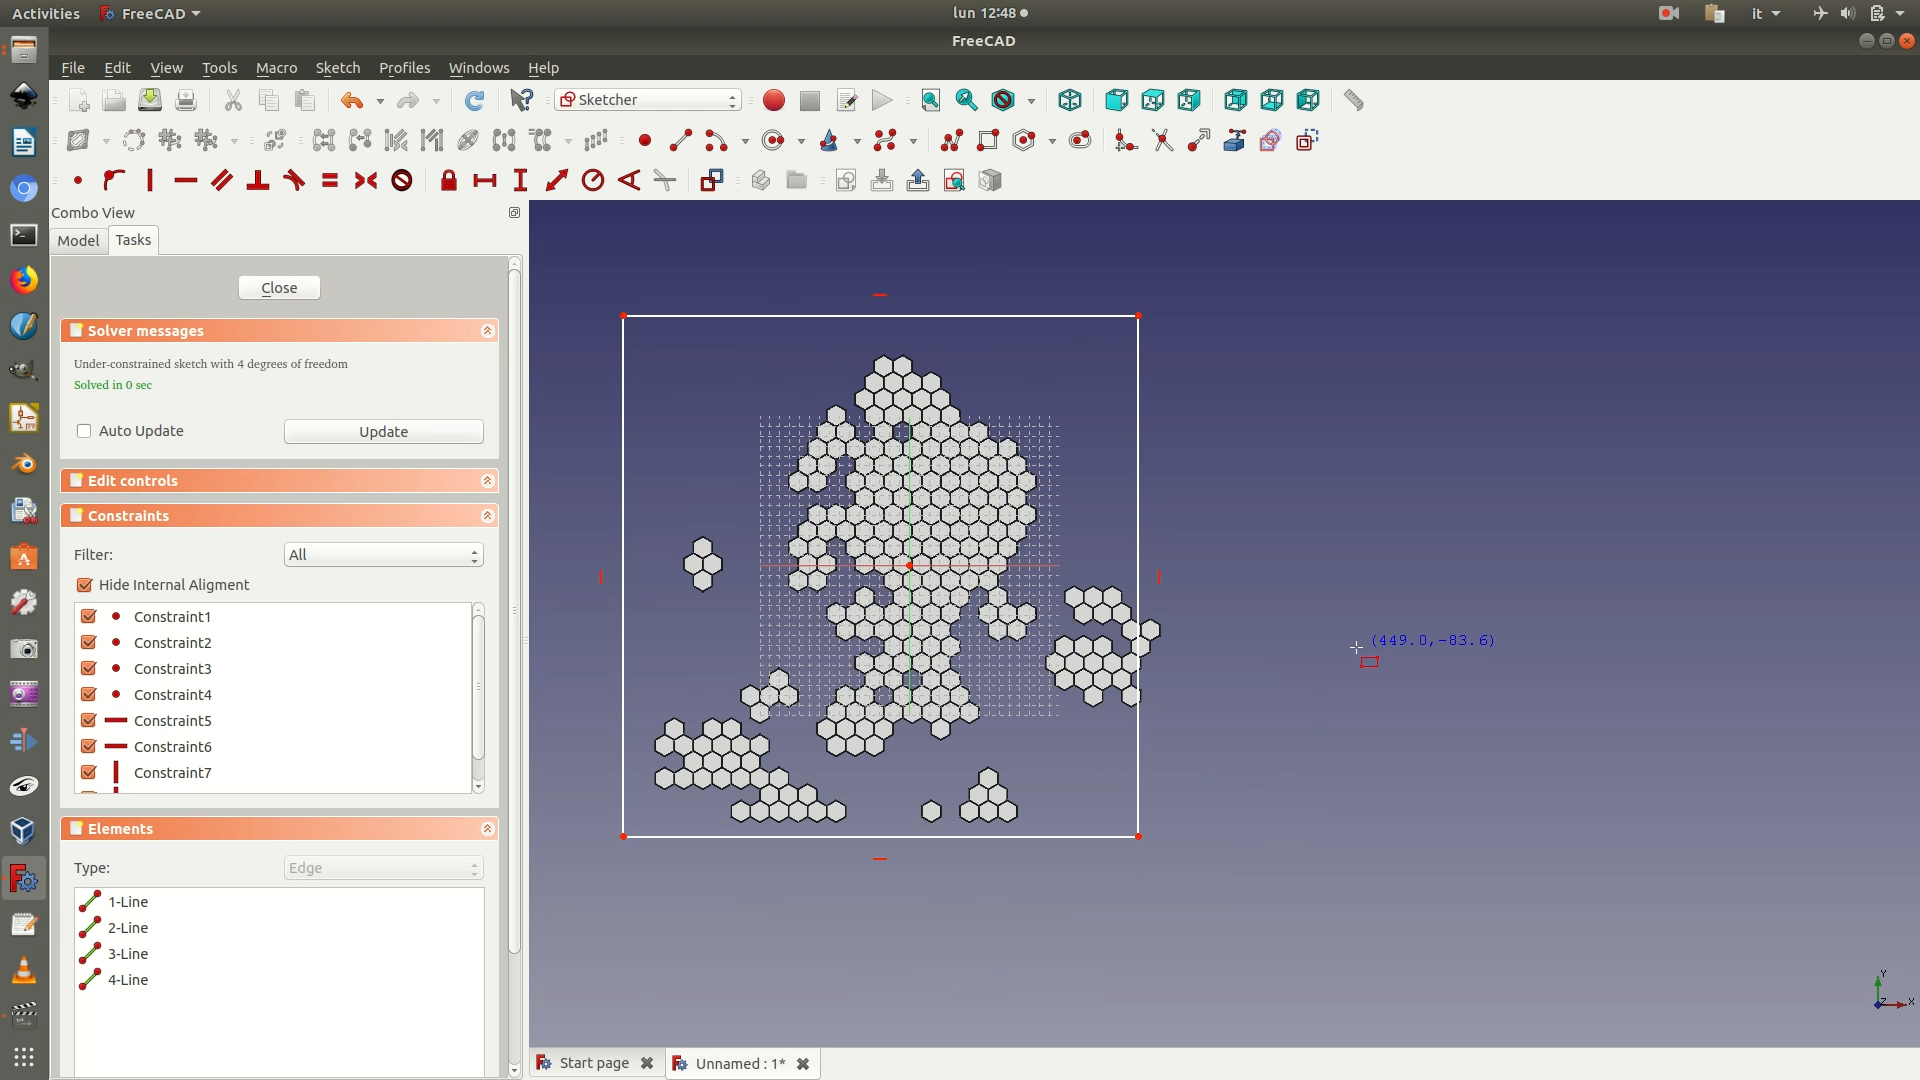 Activities FreeCAD lun 12:48 it
FreeCAD
File Edit View Tools Macro Sketch Profiles Windows Help
Sketcher
Combo View
Model Tasks
Close
Solver messages
Under-constrained sketch with 4 degrees of freedom
Solved in 0 sec
Auto Update Update
Edit controls
Constraints
Filter: All
Hide Internal Aligment
Constraint1
Constraint2
Constraint3
Constraint4
Constraint5
Constraint6
Constraint7
Elements
Type: Edge
1-Line
2-Line
3-Line
4-Line
(449.0,-83.6)
Y
Z X
Start page Unnamed : 1*